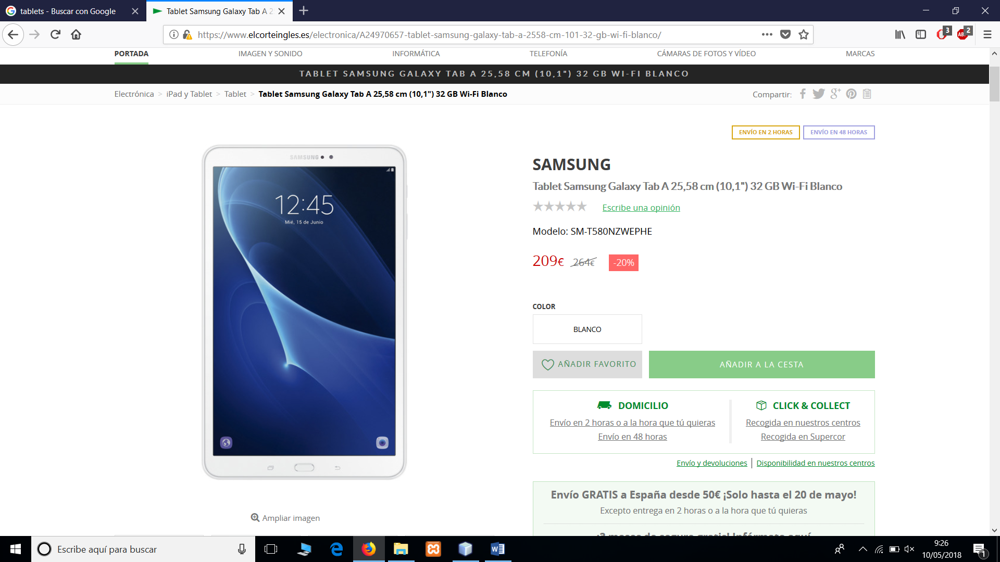 tablets - Buscar con Google
Tablet Samsung Galaxy Tab A 2
https://www.elcorteingles.es/electronica/A24970657-tablet-samsung-galaxy-tab-a-2558-cm-101-32-gb-wi-fi-blanco/
3
ABP 2
PORTADA IMAGEN Y SONIDO INFORMÁTICA TELEFONÍA CÁMARAS DE FOTOS Y VÍDEO MARCAS
TABLET SAMSUNG GALAXY TAB A 25,58 CM (10,1") 32 GB WI-FI BLANCO
Electrónica > iPad y Tablet > Tablet > Tablet Samsung Galaxy Tab A 25,58 cm (10,1") 32 GB Wi-Fi Blanco
Compartir:
ENVÍO EN 2 HORAS ENVÍO EN 48 HORAS
SAMSUNG
12:45
Mié, 15 de Junio
SAMSUNG
Tablet Samsung Galaxy Tab A 25,58 cm (10,1") 32 GB Wi-Fi Blanco
Escribe una opinión
Modelo: SM-T580NZWEPHE
209€ 264€ -20%
COLOR
BLANCO
AÑADIR FAVORITO AÑADIR A LA CESTA
DOMICILIO
Envío en 2 horas o a la hora que tú quieras
Envío en 48 horas
CLICK & COLLECT
Recogida en nuestros centros
Recogida en Supercor
Envío y devoluciones | Disponibilidad en nuestros centros
Envío GRATIS a España desde 50€ ¡Solo hasta el 20 de mayo!
Excepto entrega en 2 horas o a la hora que tú quieras
¡3 meses de seguro gratis! Infórmate aquí
Ampliar imagen
Escribe aquí para buscar
9:26
10/05/2018
1